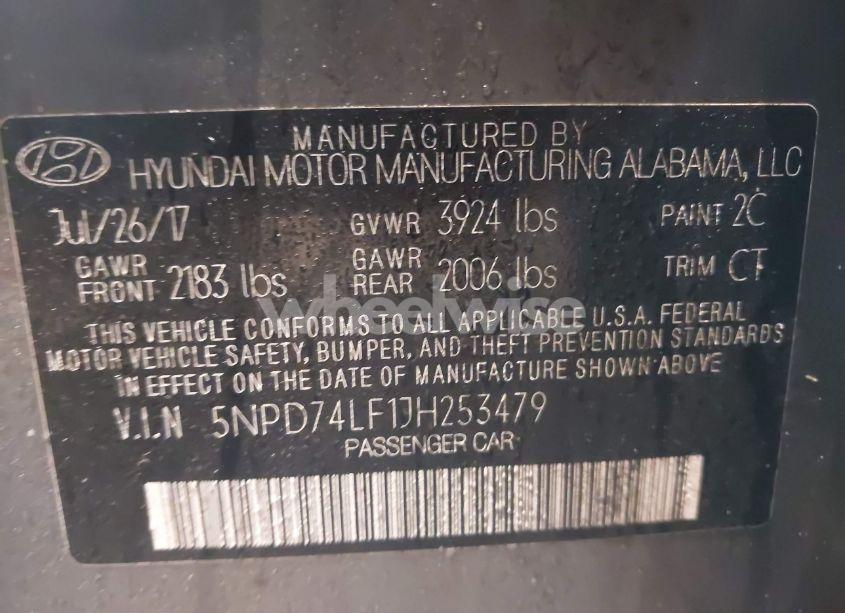 MANUFACTURED BY
HYUNDAI MOTOR MANUFACTURING ALABAMA, LLC
Jul/26/17 GVWR 3924 lbs PAINT 2C
GAWR FRONT 2183 lbs GAWR REAR 2006 lbs TRIM CT
wheelwise
THIS VEHICLE CONFORMS TO ALL APPLICABLE U.S.A. FEDERAL
MOTOR VEHICLE SAFETY, BUMPER, AND THEFT PREVENTION STANDARDS
IN EFFECT ON THE DATE OF MANUFACTURE SHOWN ABOVE
V.I.N 5NPD74LF1JH253479
PASSENGER CAR